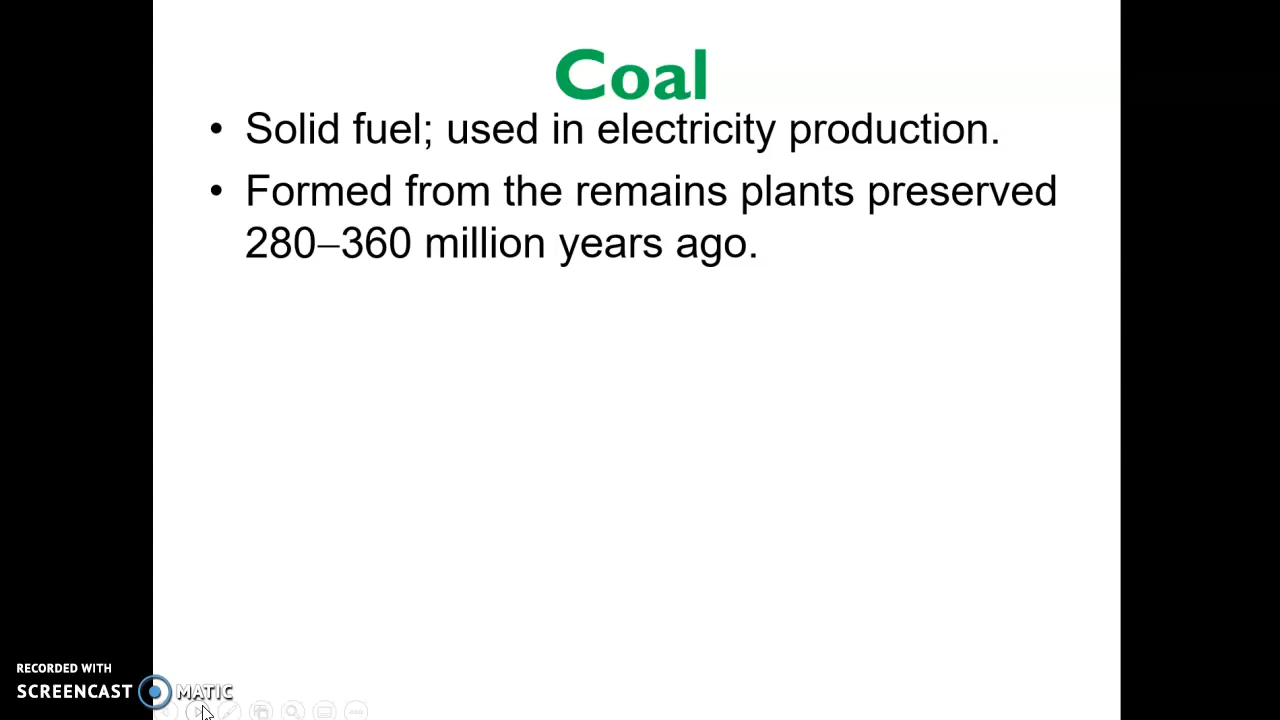 Coal
• Solid fuel; used in electricity production.
• Formed from the remains plants preserved
280–360 million years ago.
RECORDED WITH
SCREENCAST MATIC